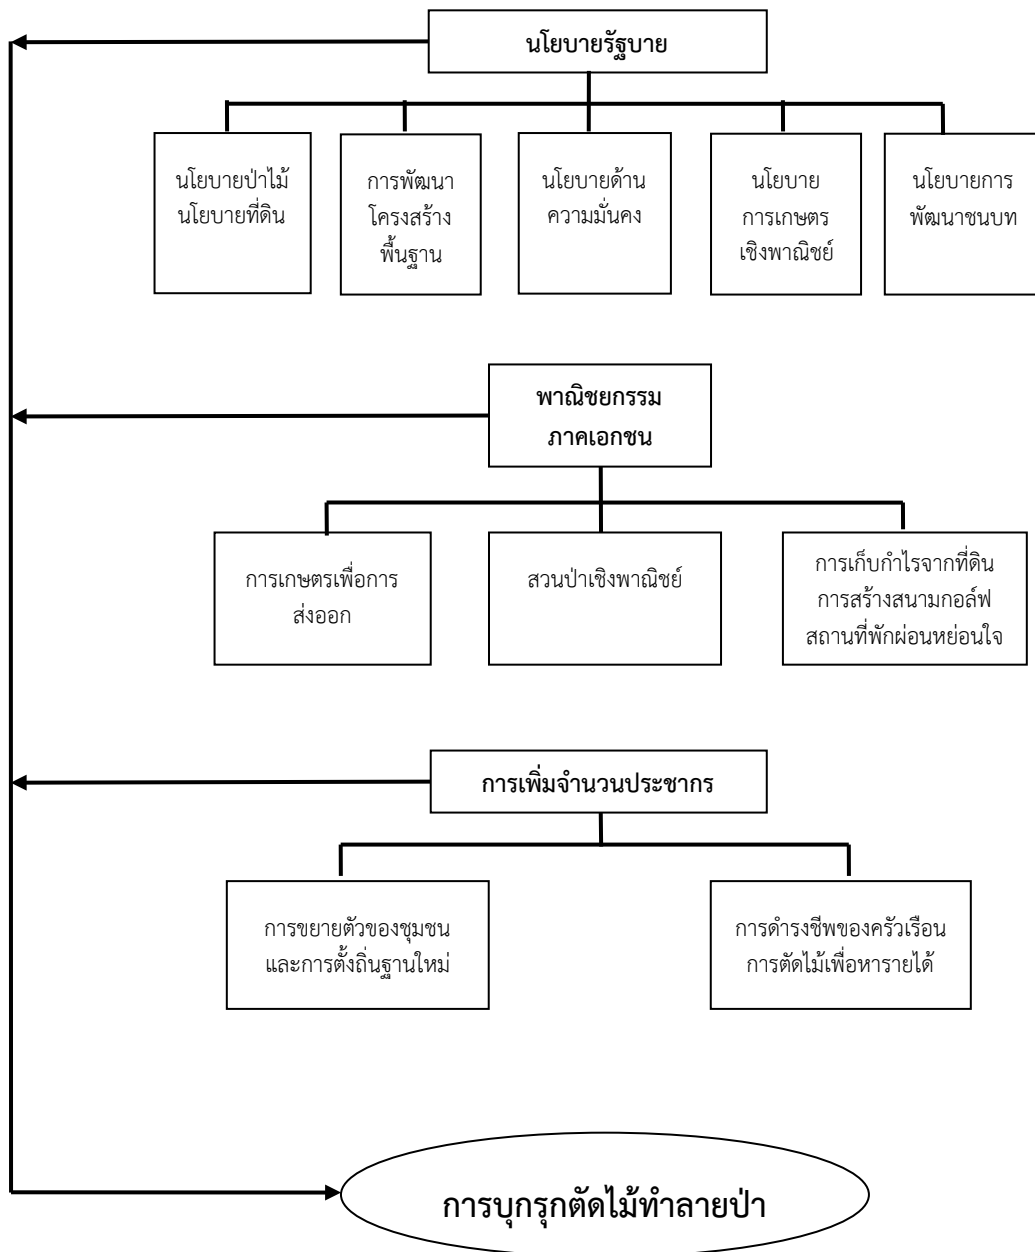 นโยบายรัฐบาย
นโยบายป่าไม้
นโยบายที่ดิน
การพัฒนา
โครงสร้าง
พื้นฐาน
นโยบายด้าน
ความมั่นคง
นโยบาย
การเกษตร
เชิงพาณิชย์
นโยบายการ
พัฒนาชนบท
พาณิชยกรรม
ภาคเอกชน
การเกษตรเพื่อการ
ส่งออก
สวนป่าเชิงพาณิชย์
การเก็บกำไรจากที่ดิน
การสร้างสนามกอล์ฟ
สถานที่พักผ่อนหย่อนใจ
การเพิ่มจำนวนประชากร
การขยายตัวของชุมชน
และการตั้งถิ่นฐานใหม่
การดำรงชีพของครัวเรือน
การตัดไม้เพื่อหารายได้
การบุกรุกตัดไม้ทำลายป่า